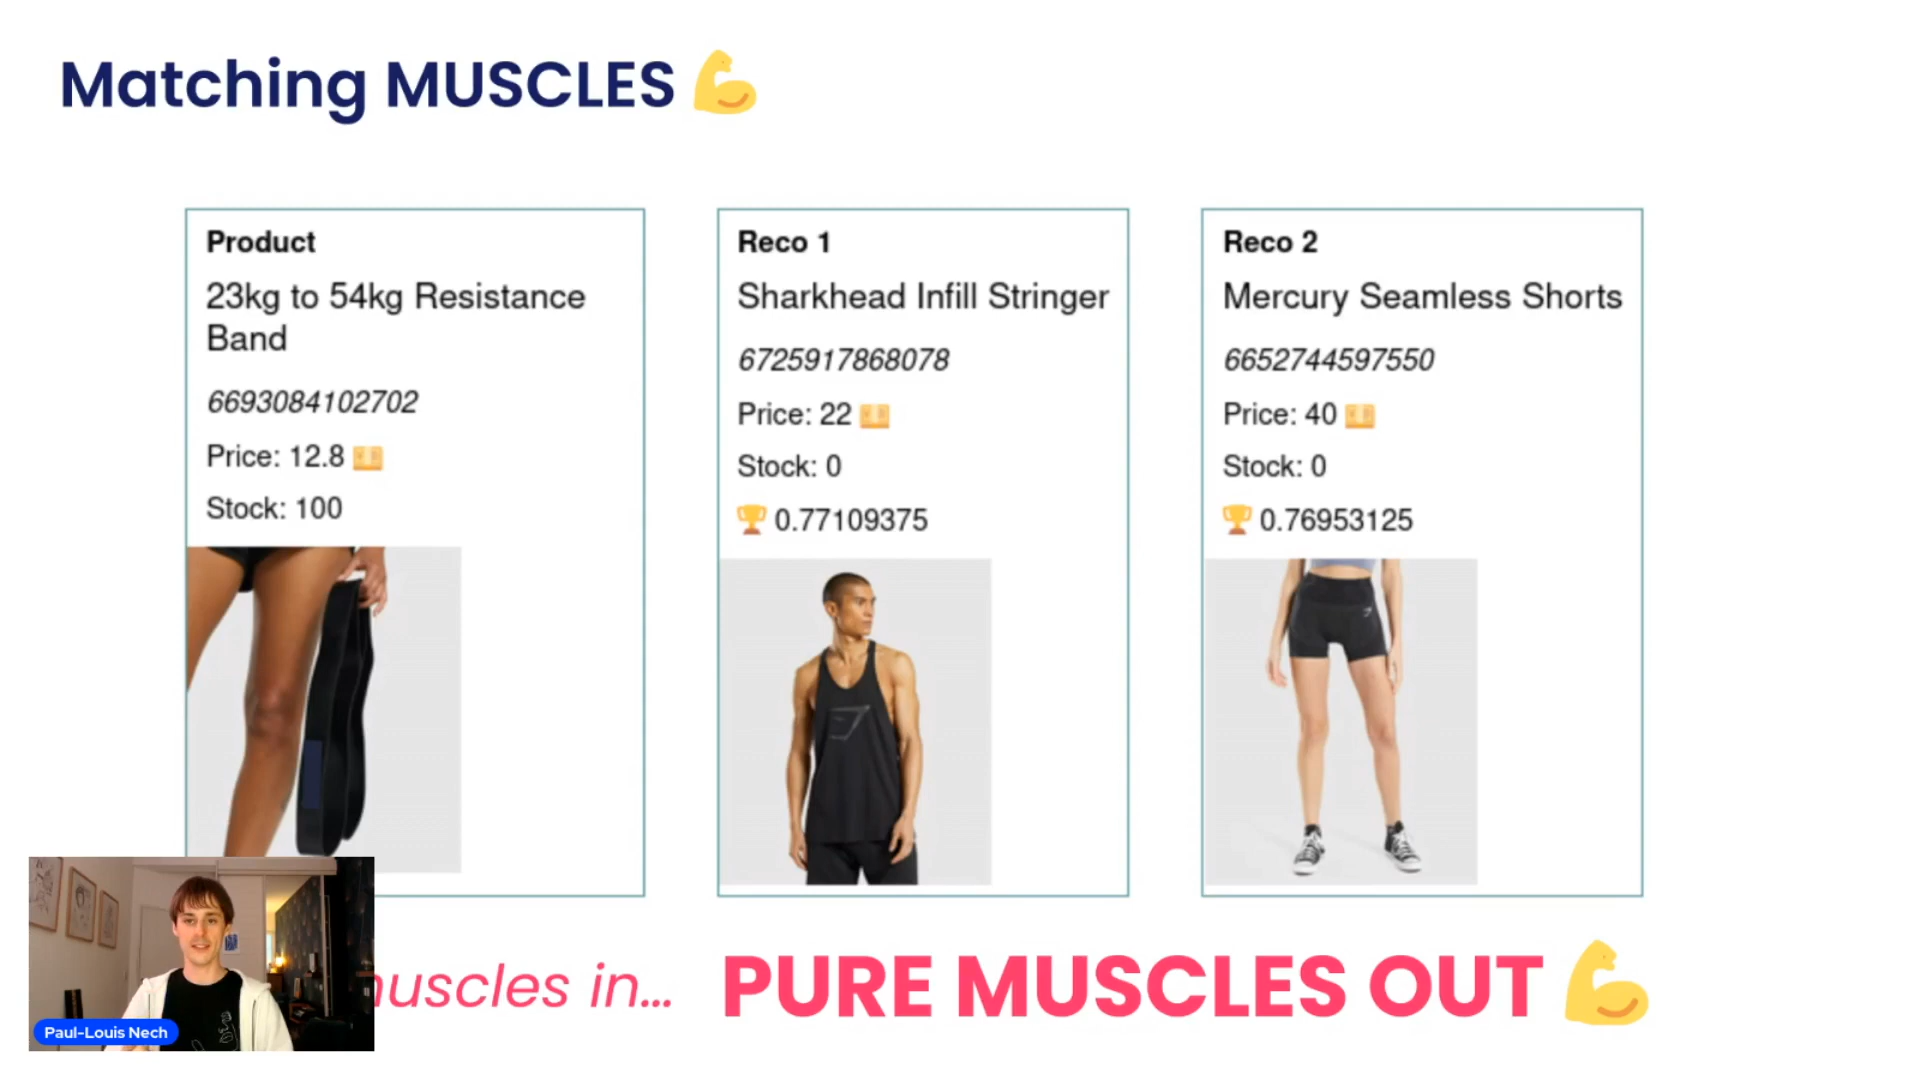 Matching MUSCLES 💪
Product
23kg to 54kg Resistance
Band
6693084102702
Price: 12.8
Stock: 100
Reco 1
Sharkhead Infill Stringer
6725917868078
Price: 22
Stock: 0
🏆 0.77109375
Reco 2
Mercury Seamless Shorts
6652744597550
Price: 40
Stock: 0
🏆 0.76953125
in...
PURE MUSCLES OUT 💪
Paul-Louis Nech